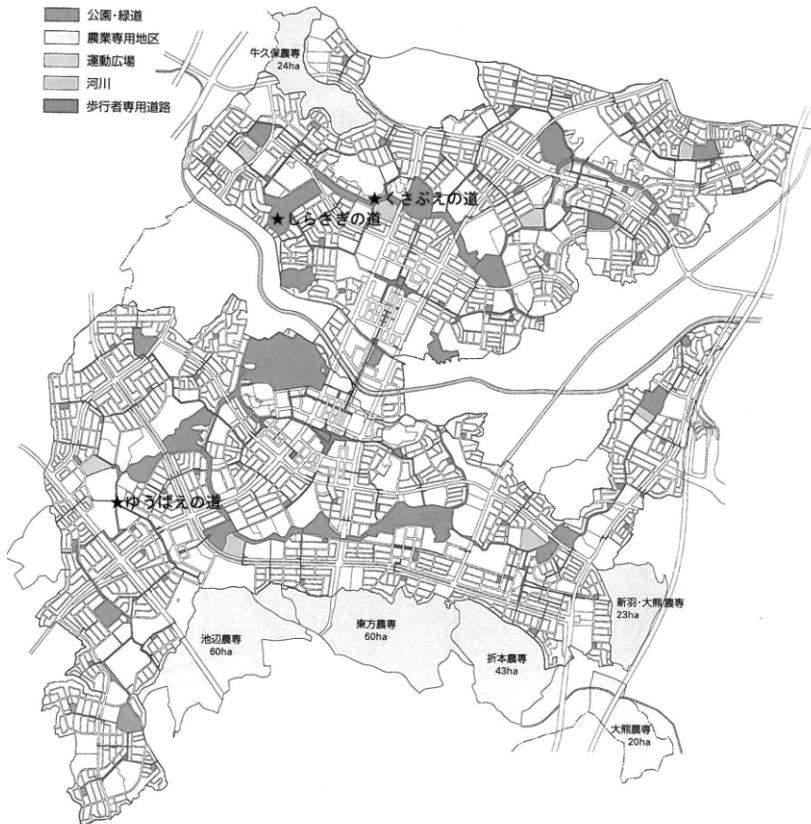 公園・緑道
農業専用地区
運動広場
河川
歩行者専用道路
牛久保農専
24ha
★くさぶえの道
★しらさぎの道
★ゆうばえの道
新羽・大熊農専
23ha
池辺農専
60ha
東方農専
60ha
折本農専
43ha
大熊農専
20ha